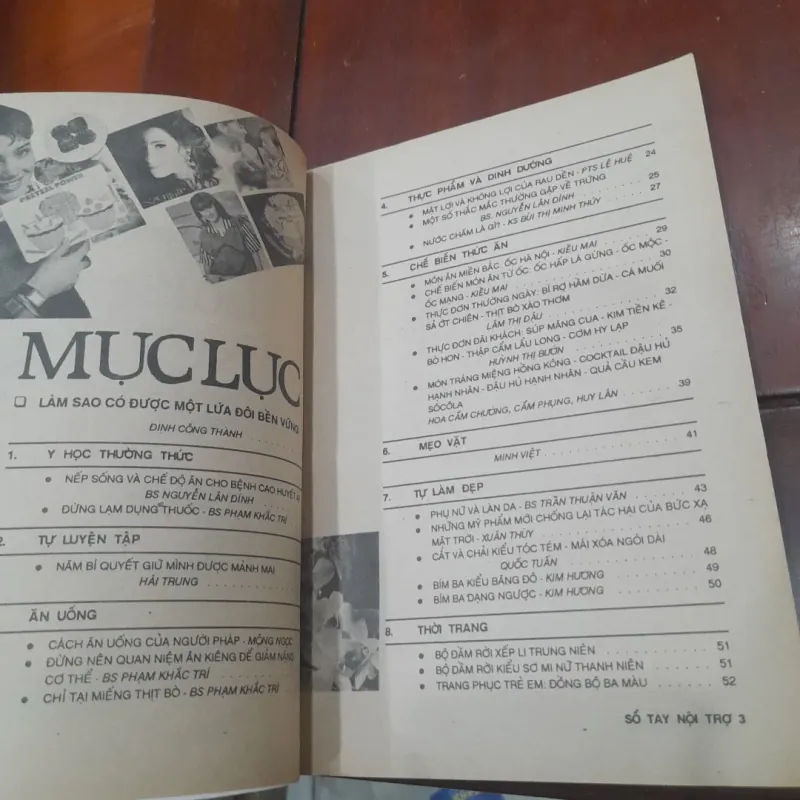 PRETZEL POWER
MỤC LỤC
❑ LÀM SAO CÓ ĐƯỢC MỘT LỨA ĐÔI BỀN VỮNG
ĐINH CÔNG THÀNH . . . . . .
1. Y HỌC THƯỜNG THỨC
● NẾP SỐNG VÀ CHẾ ĐỘ ĂN CHO BỆNH CAO HUYẾT
BS NGUYỄN LÂN ĐÍNH
● ĐỪNG LẠM DỤNG THUỐC - BS PHẠM KHẮC TRÍ
2. TỰ LUYỆN TẬP
● NĂM BÍ QUYẾT GIỮ MÌNH ĐƯỢC MẢNH MAI
HẢI TRUNG
ĂN UỐNG
● CÁCH ĂN UỐNG CỦA NGƯỜI PHÁP - MỘNG NGỌC
● ĐỪNG NÊN QUAN NIỆM ĂN KIÊNG ĐỂ GIẢM NẶNG
CƠ THỂ - BS PHẠM KHẮC TRÍ
● CHỈ TẠI MIẾNG THỊT BÒ - BS PHẠM KHẮC TRÍ
4. THỰC PHẨM VÀ DINH DƯỠNG
● MẶT LỢI VÀ KHÔNG LỢI CỦA RAU DỀN - PTS LÊ HUÊ 24
● MỘT SỐ THẮC MẮC THƯỜNG GẶP VỀ TRỨNG
BS. NGUYỄN LÂN ĐÍNH 25
● NƯỚC CHẤM LÀ GÌ? - KS BÙI THỊ MINH THỦY 27
5. CHẾ BIẾN THỨC ĂN
● MÓN ĂN MIỀN BẮC: ỐC HÀ NỘI - KIỀU MAI 29
● CHẾ BIẾN MÓN ĂN TỪ ỐC: ỐC HẤP LÁ GỪNG - ỐC MỌC -
ỐC MANG - KIỀU MAI 30
● THỰC ĐƠN THƯỜNG NGÀY: BÍ RỢ HẦM DỪA - CÁ MUỐI
SẢ ỚT CHIÊN - THỊT BÒ XÀO THƠM
LÂM THỊ ĐẬU 32
● THỰC ĐƠN ĐÃI KHÁCH: SÚP MĂNG CUA - KIM TIỀN KÊ -
BÒ HON - THẬP CẨM LẨU LONG - CƠM HY LẠP
HUỲNH THỊ BƯỞN 35
● MÓN TRÁNG MIỆNG HỒNG KÔNG - COCKTAIL ĐẬU HỦ
HẠNH NHÂN - ĐẬU HỦ HẠNH NHÂN - QUẢ CẦU KEM
SÔCÔLA
HOA CẨM CHƯỚNG, CẨM PHỤNG, HUY LÂN 39
6. MẸO VẶT
MINH VIỆT 41
7. TỰ LÀM ĐẸP
● PHỤ NỮ VÀ LÀN DA - BS TRẦN THUẬN VĂN 43
● NHỮNG MỸ PHẨM MỚI CHỐNG LẠI TÁC HẠI CỦA BỨC XẠ
MẶT TRỜI - XUÂN THÙY 46
● CẮT VÀ CHẢI KIỂU TÓC TÉM - MÁI XÓA NGÔI DÀI
QUỐC TUẤN 48
● BÍM BA KIỂU BĂNG ĐÔ - KIM HƯƠNG 49
● BÍM BA DẠNG NGƯỢC - KIM HƯƠNG 50
8. THỜI TRANG
● BỘ ĐẦM RỜI XẾP LI TRUNG NIÊN 51
● BỘ ĐẦM RỜI KIỂU SƠ MI NỮ THANH NIÊN 51
● TRANG PHỤC TRẺ EM: ĐỒNG BỘ BA MÀU 52
SỔ TAY NỘI TRỢ 3